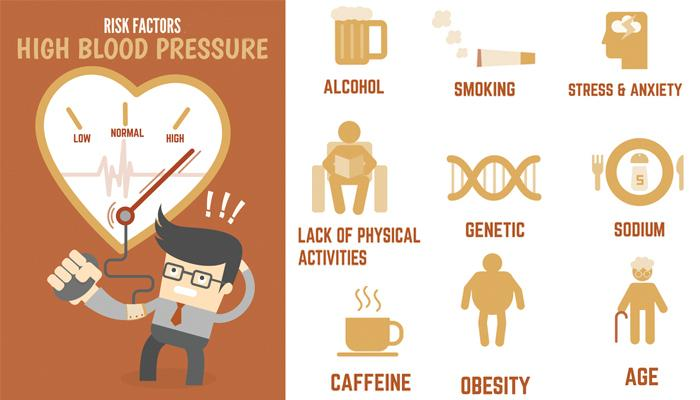 RISK FACTORS
HIGH BLOOD PRESSURE
LOW
NORMAL
HIGH
!!!
ALCOHOL
SMOKING
STRESS & ANXIETY
LACK OF PHYSICAL
ACTIVITIES
GENETIC
S
SODIUM
CAFFEINE
OBESITY
AGE